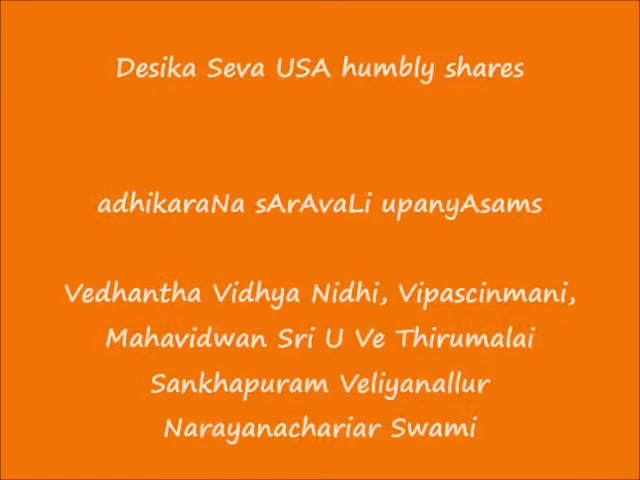 Desika Seva USA humbly shares
adhikaraNa sArAvaLi upanyAsams
Vedhantha Vidhya Nidhi, Vipascinmani,
Mahavidwan Sri U Ve Thirumalai
Sankhapuram Veliyanallur
Narayanachariar Swami